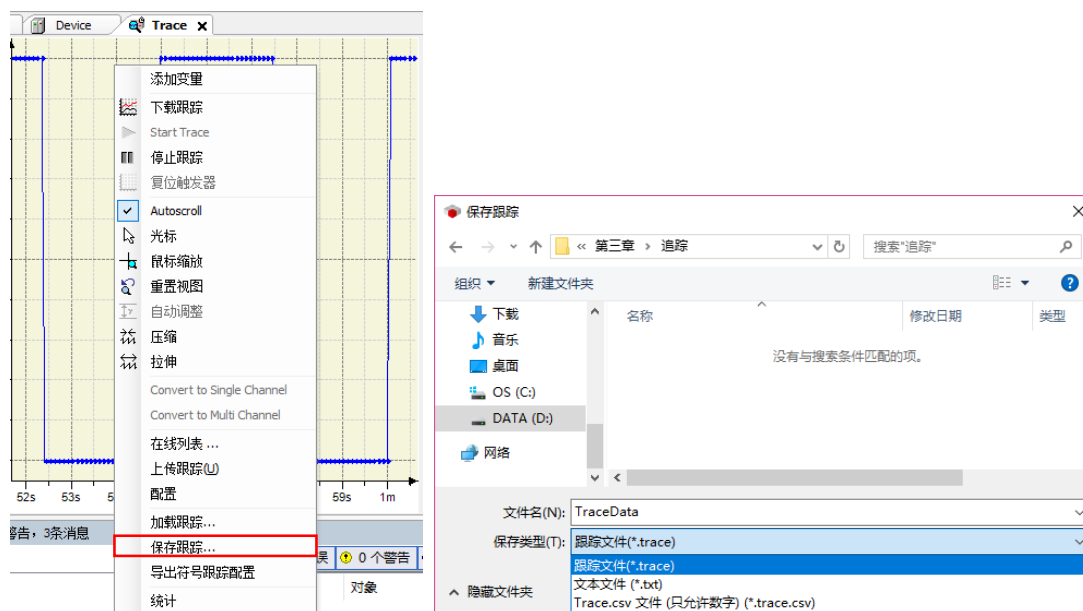 Device
Trace
添加变量
下载跟踪
Start Trace
停止跟踪
复位触发器
Autoscroll
光标
鼠标缩放
重置视图
自动调整
压缩
拉伸
Convert to Single Channel
Convert to Multi Channel
在线列表 ...
上传跟踪(U)
配置
加载跟踪...
保存跟踪...
导出符号跟踪配置
统计
52s 53s 5 59s 1m
警告，3条消息
误 0 个警告
对象
保存跟踪
« 第三章 › 追踪
搜索"追踪"
组织 新建文件夹
下载
音乐
桌面
OS (C:)
DATA (D:)
网络
名称 修改日期 类型
没有与搜索条件匹配的项。
文件名(N): TraceData
保存类型(T): 跟踪文件(*.trace)
跟踪文件(*.trace)
文本文件 (*.txt)
Trace.csv 文件 (只允许数字) (*.trace.csv)
隐藏文件夹